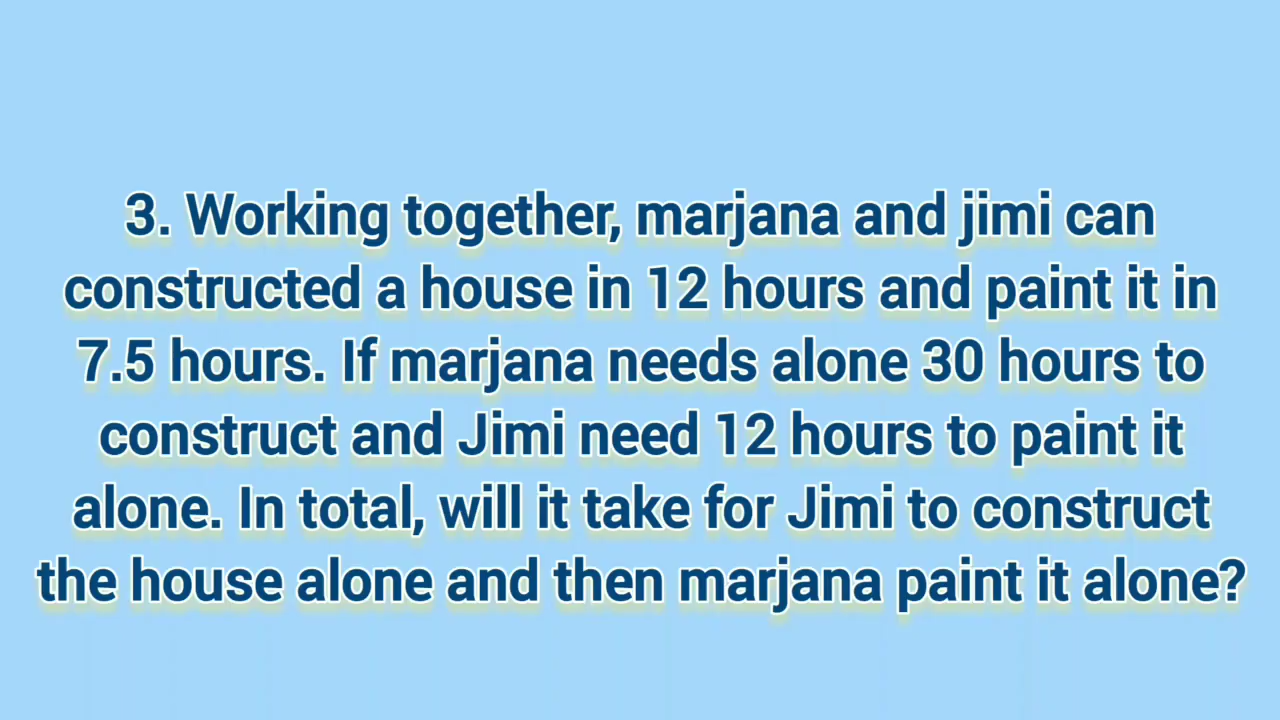 3. Working together, marjana and jimi can
constructed a house in 12 hours and paint it in
7.5 hours. If marjana needs alone 30 hours to
construct and Jimi need 12 hours to paint it
alone. In total, will it take for Jimi to construct
the house alone and then marjana paint it alone?